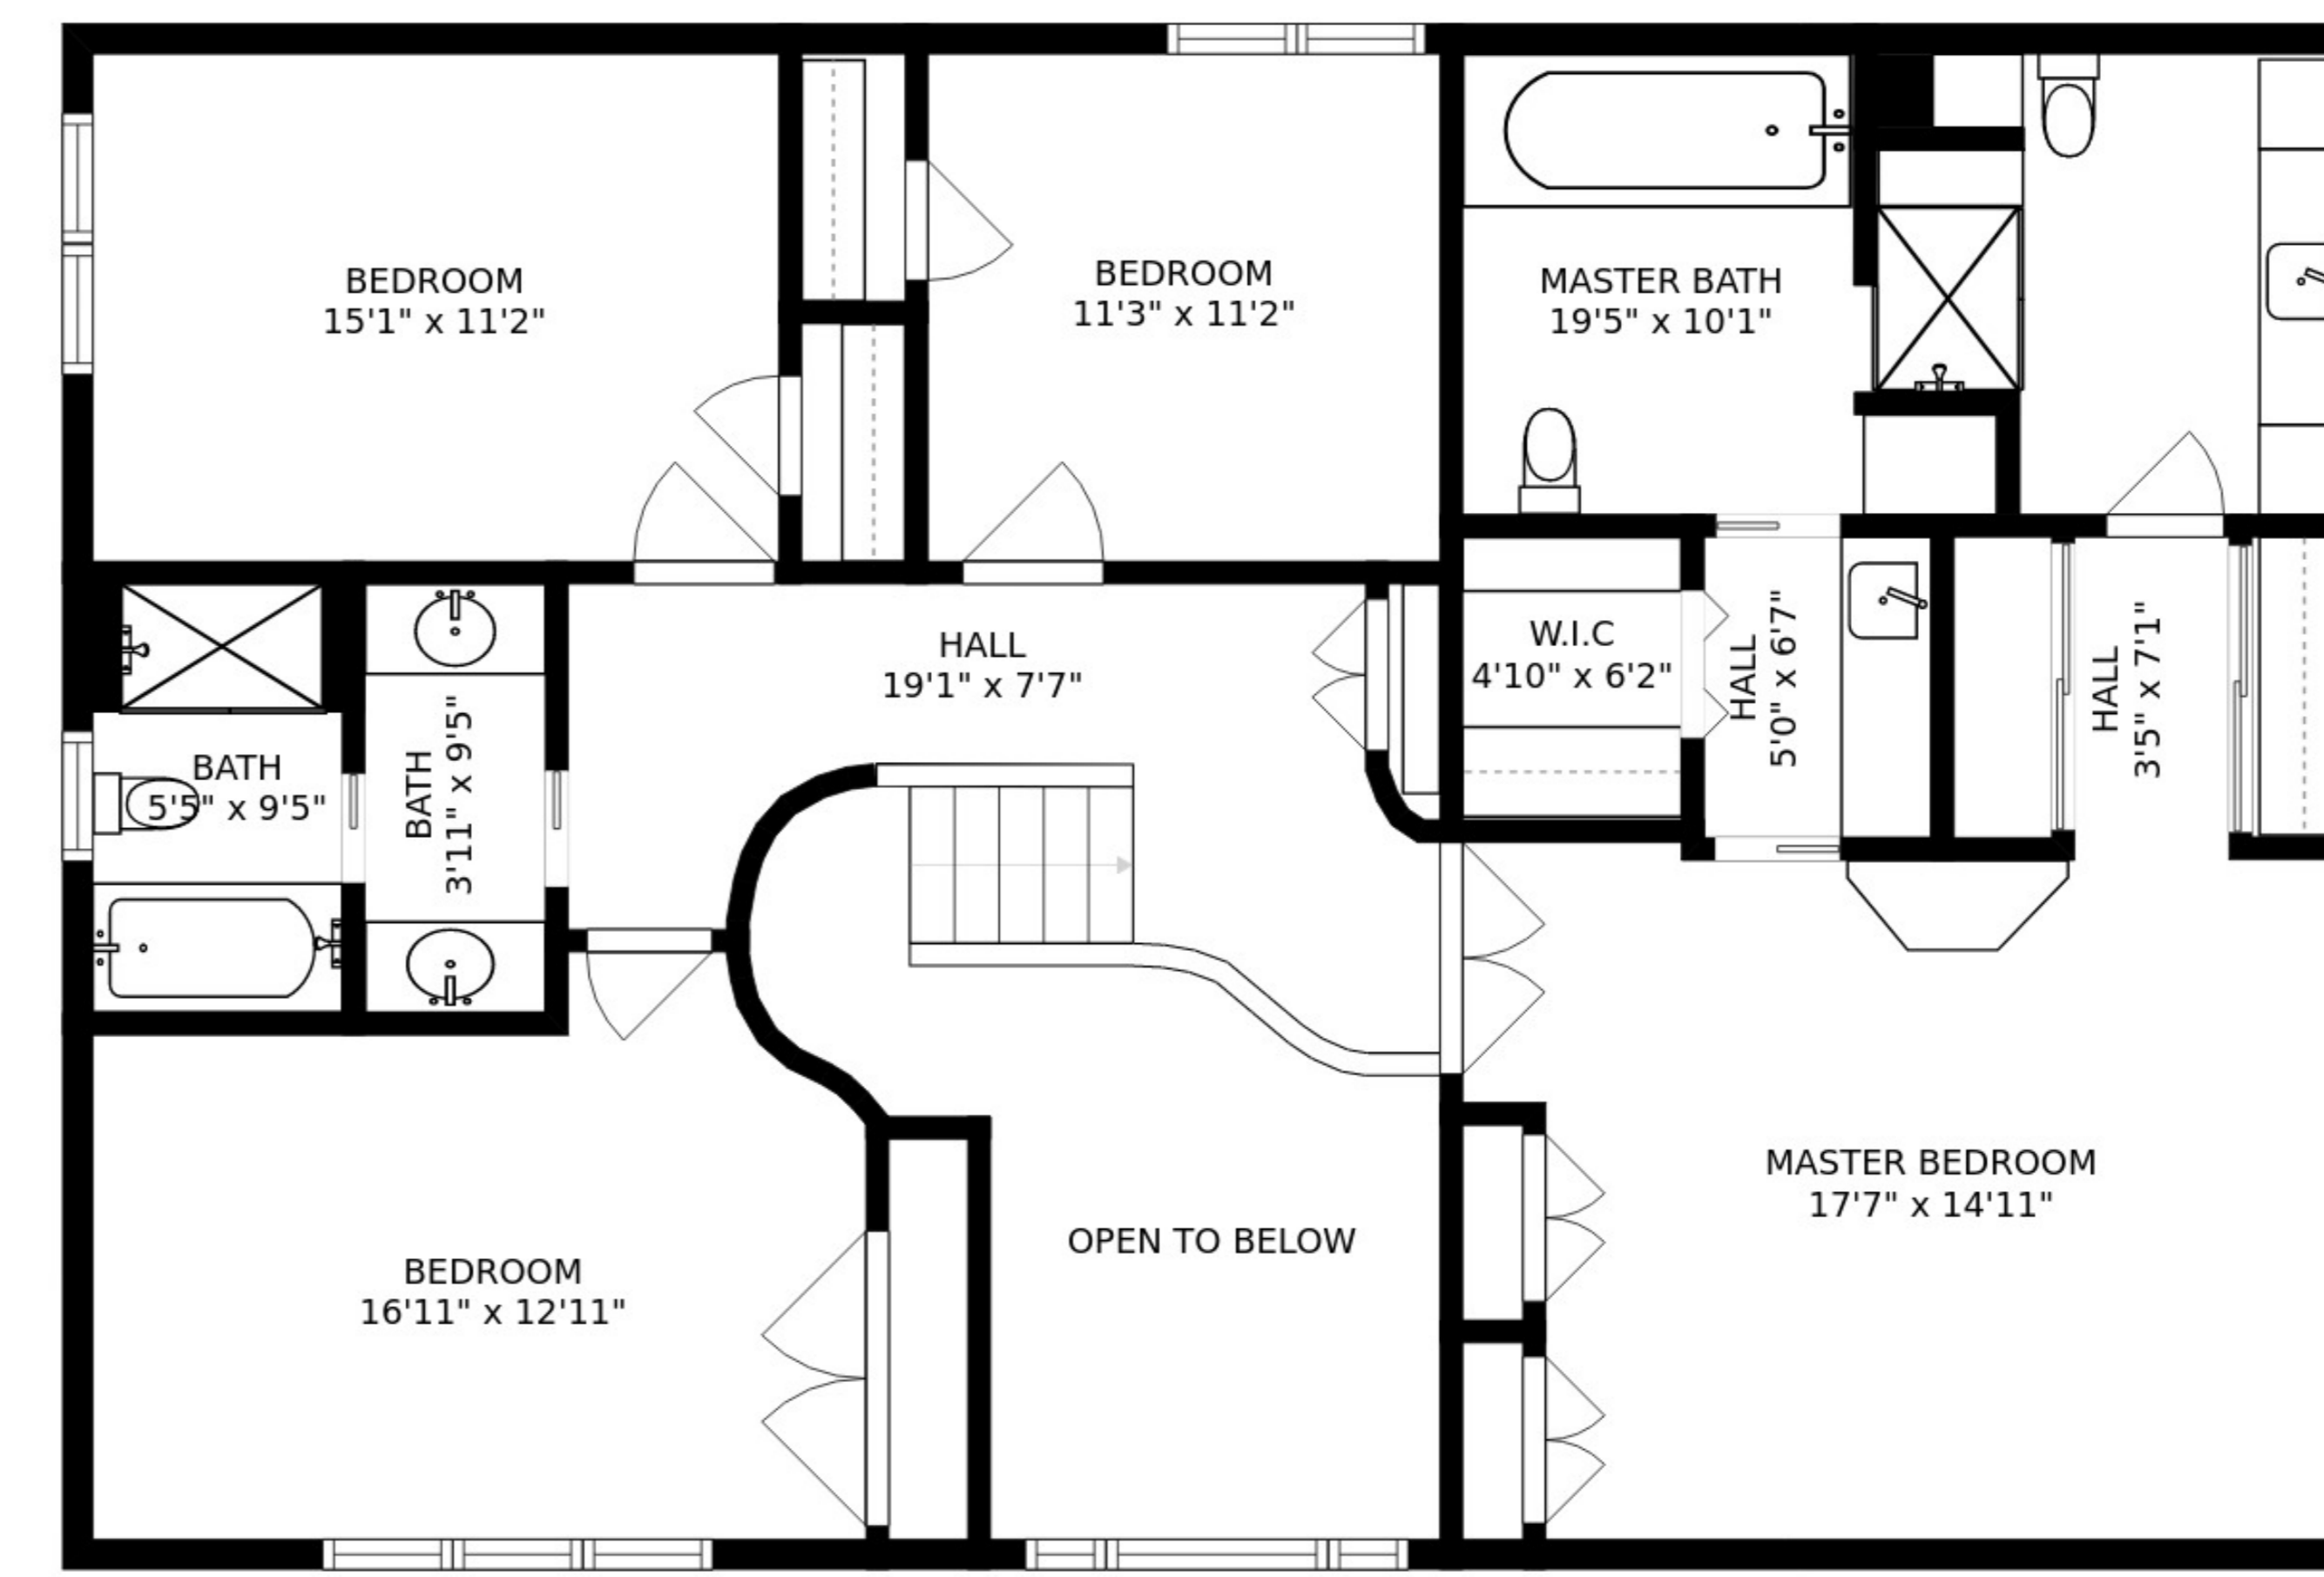 BEDROOM
15'1" x 11'2"
BEDROOM
11'3" x 11'2"
MASTER BATH
19'5" x 10'1"
BATH
5'5" x 9'5"
BATH
3'11" x 9'5"
HALL
19'1" x 7'7"
W.I.C
4'10" x 6'2"
HALL
5'0" x 6'7"
HALL
3'5" x 7'1"
BEDROOM
16'11" x 12'11"
OPEN TO BELOW
MASTER BEDROOM
17'7" x 14'11"